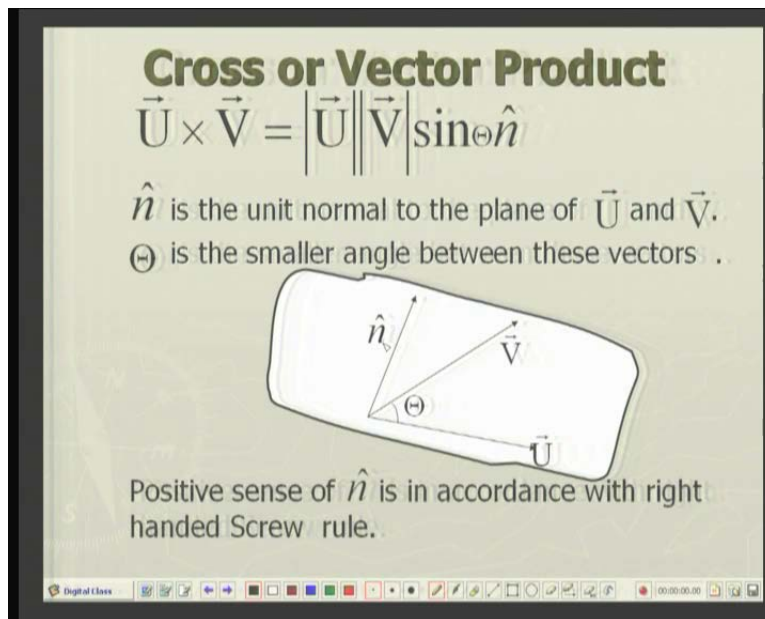 Cross or Vector Product
U⃗ × V⃗ = |U⃗||V⃗|sinΘn̂
n̂ is the unit normal to the plane of U⃗ and V⃗.
Θ is the smaller angle between these vectors .
n̂
V⃗
Θ
U⃗
Positive sense of n̂ is in accordance with right
handed Screw rule.
Digital Class
00:00:00.00